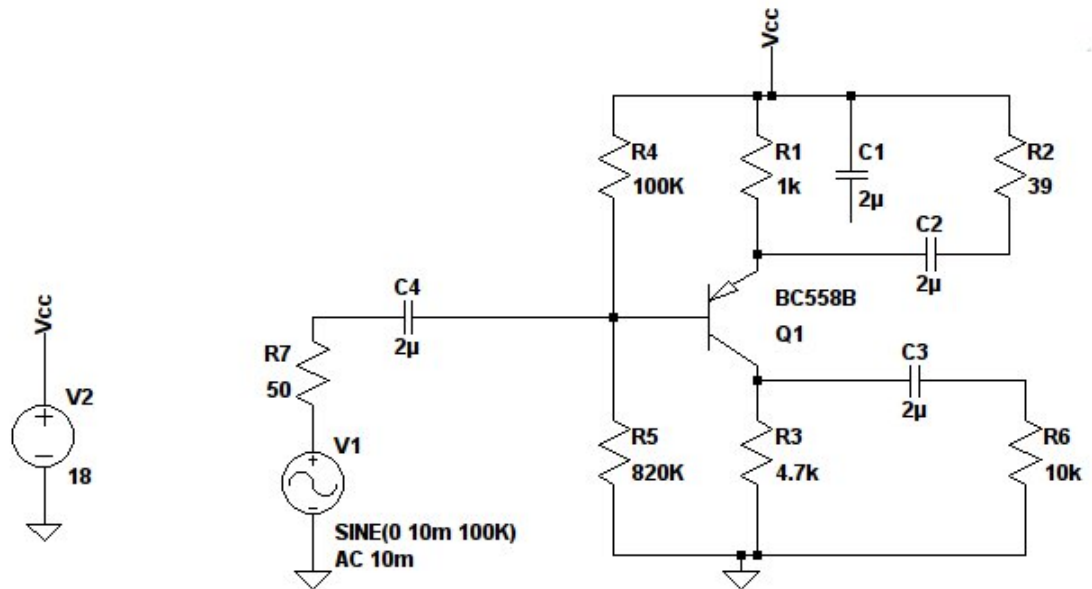 Vcc
R4
100K
R1
1k
C1
2µ
R2
39
C2
2µ
BC558B
Q1
C4
2µ
Vcc
R7
50
V2
18
V1
SINE(0 10m 100K)
AC 10m
R5
820K
R3
4.7k
C3
2µ
R6
10k